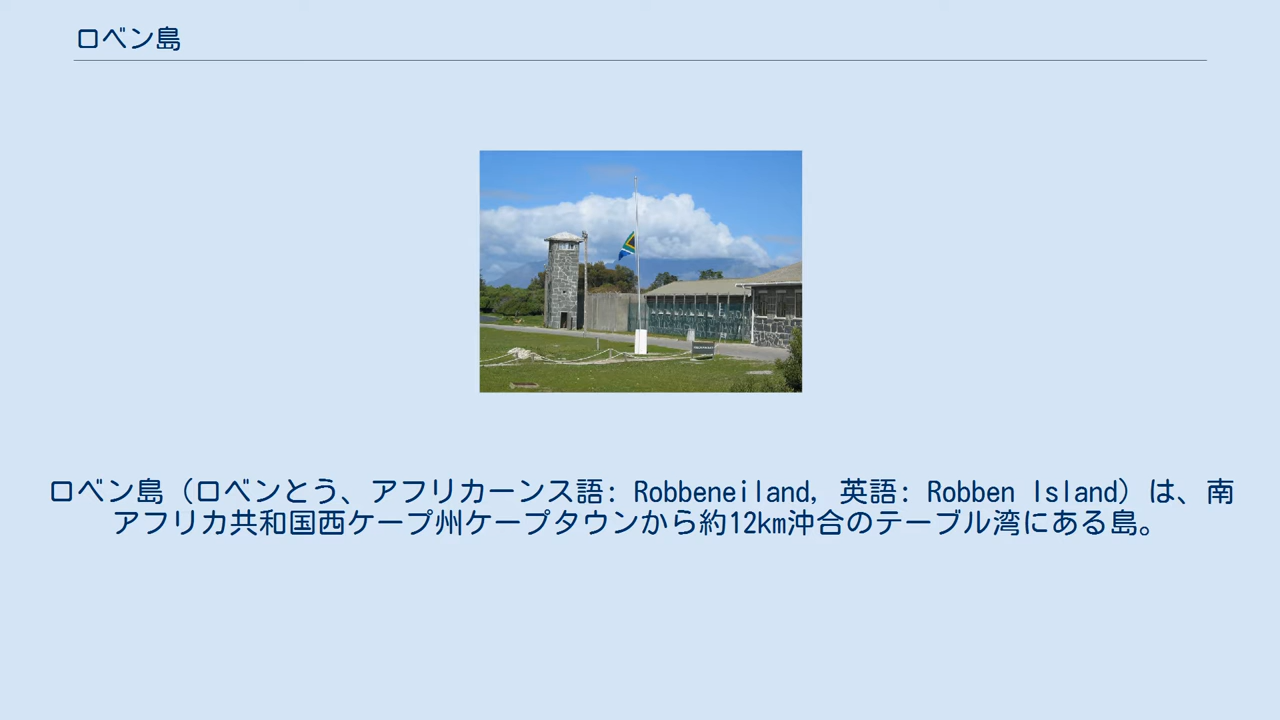 ロベン島
ロベン島（ロベンとう、アフリカーンス語: Robbeneiland, 英語: Robben Island）は、南
アフリカ共和国西ケープ州ケープタウンから約12km沖合のテーブル湾にある島。